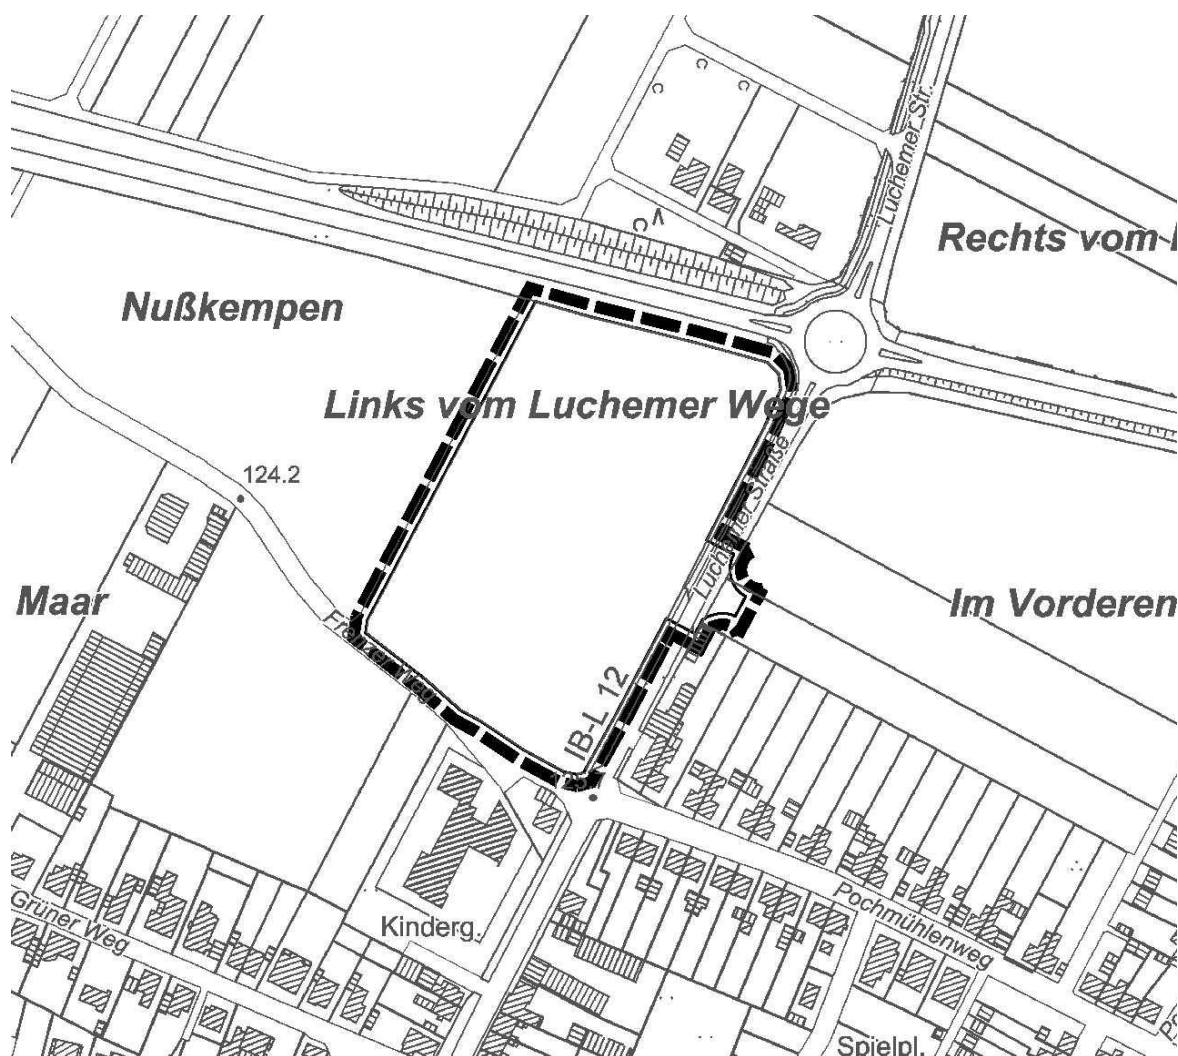 Luchemer Str.
Rechts vom
Nußkempen
Links vom Luchemer Wege
124.2
Luchemer Straße
Maar
Im Vorderen
Frenzer Weg
IB-L 12
Kinderg.
Grüner Weg
Pochmühlenweg
Spielpl.